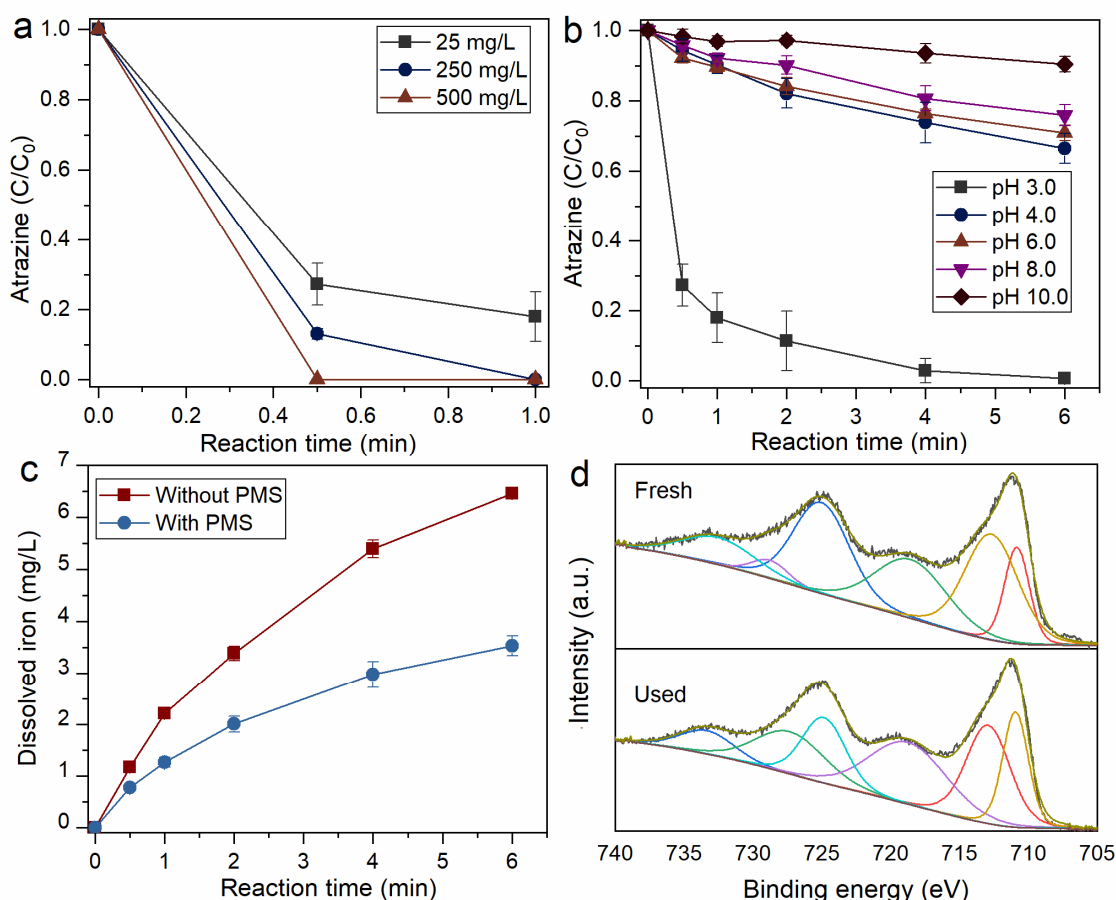 a
1.0
0.8
0.6
0.4
0.2
0.0
Atrazine (C/C0)
25 mg/L
250 mg/L
500 mg/L
0.0 0.2 0.4 0.6 0.8 1.0
Reaction time (min)
b
1.0
0.8
0.6
0.4
0.2
0.0
Atrazine (C/C0)
pH 3.0
pH 4.0
pH 6.0
pH 8.0
pH 10.0
0 1 2 3 4 5 6
Reaction time (min)
c
7
6
5
4
3
2
1
0
Dissolved iron (mg/L)
Without PMS
With PMS
0 1 2 3 4 5 6
Reaction time (min)
d
Fresh
Used
Intensity (a.u.)
740 735 730 725 720 715 710 705
Binding energy (eV)